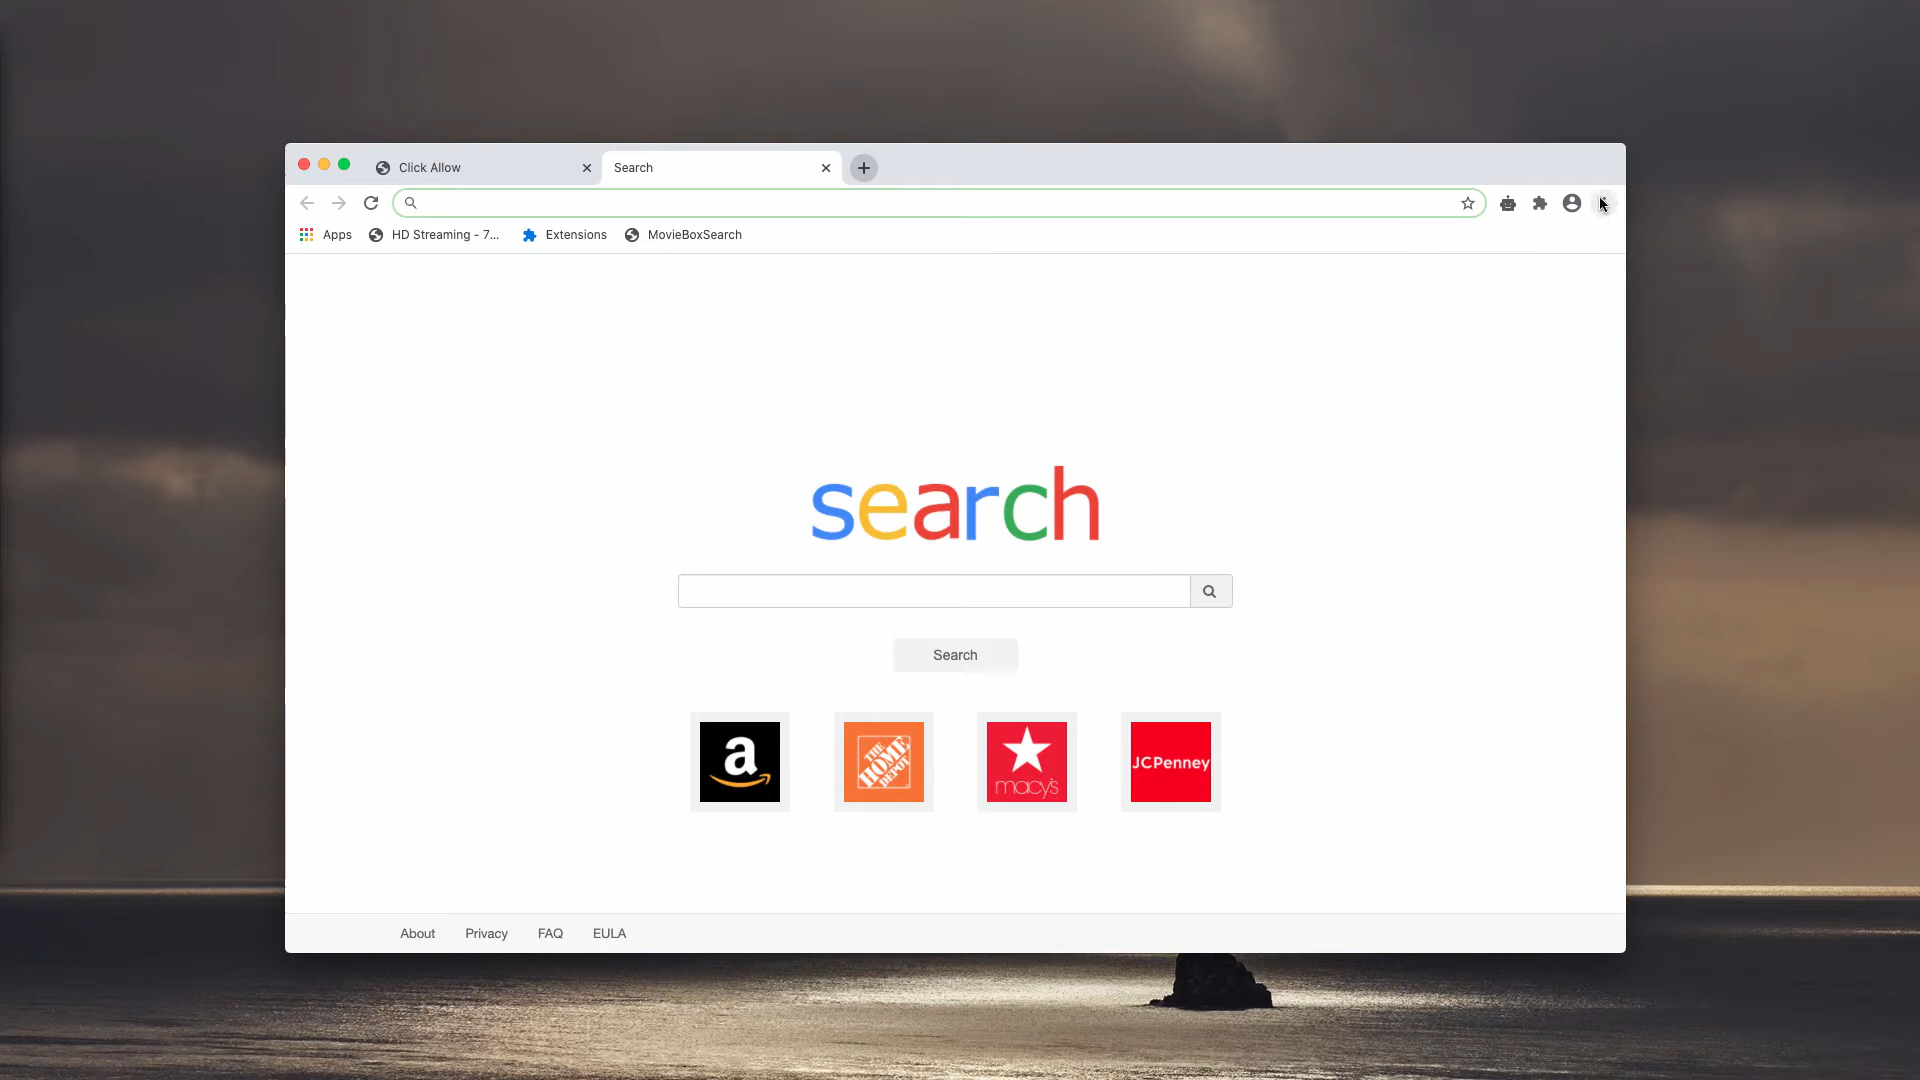 Click Allow
Search
Apps
HD Streaming - 7...
Extensions
MovieBoxSearch
search
Search
a
THE HOME DEPOT
macy's
JCPenney
About
Privacy
FAQ
EULA